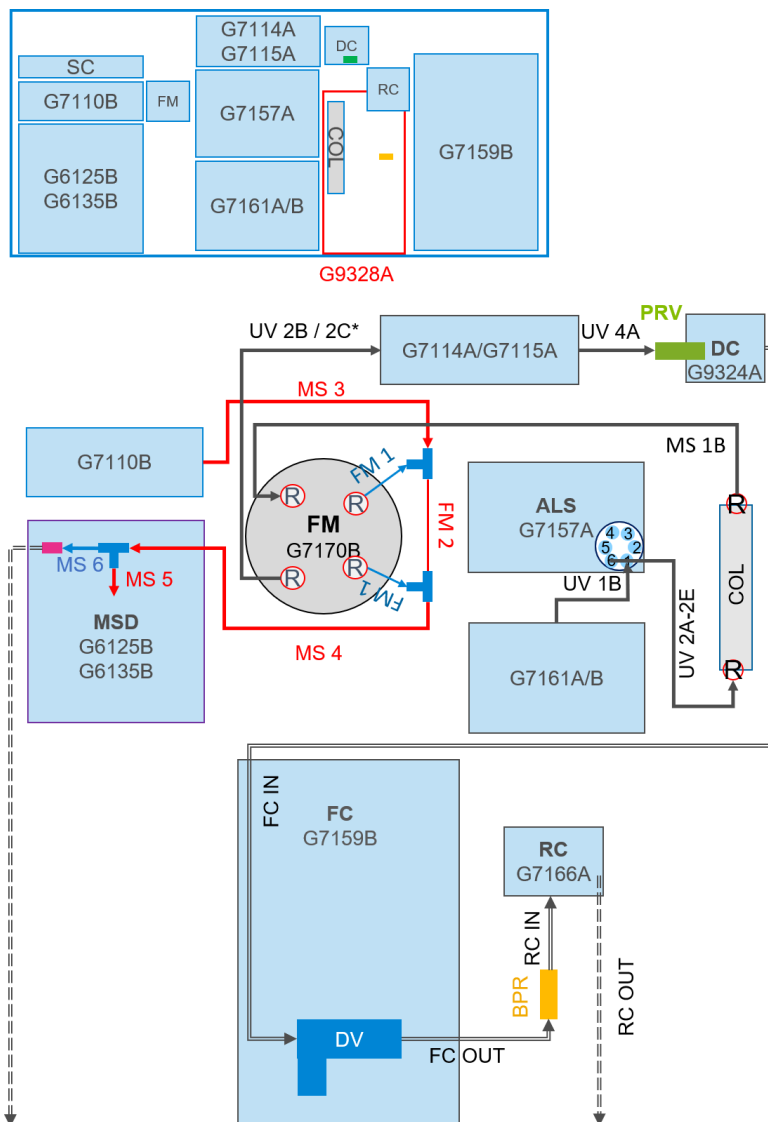 G7114A
G7115A
DC
SC
G7110B
FM
G7157A
RC
COL
G7159B
G6125B
G6135B
G7161A/B
G9328A
UV 2B / 2C*
G7114A/G7115A
UV 4A
PRV
DC
G9324A
MS 3
G7110B
MS 1B
FM 1
R
R
FM
G7170B
R
R
FM 1
FM 2
ALS
G7157A
4
3
5
2
6
1
UV 1B
UV 2A-2E
R
COL
R
MS 6
MS 5
MSD
G6125B
G6135B
MS 4
G7161A/B
FC IN
FC
G7159B
RC
G7166A
RC IN
BPR
RC OUT
DV
FC OUT